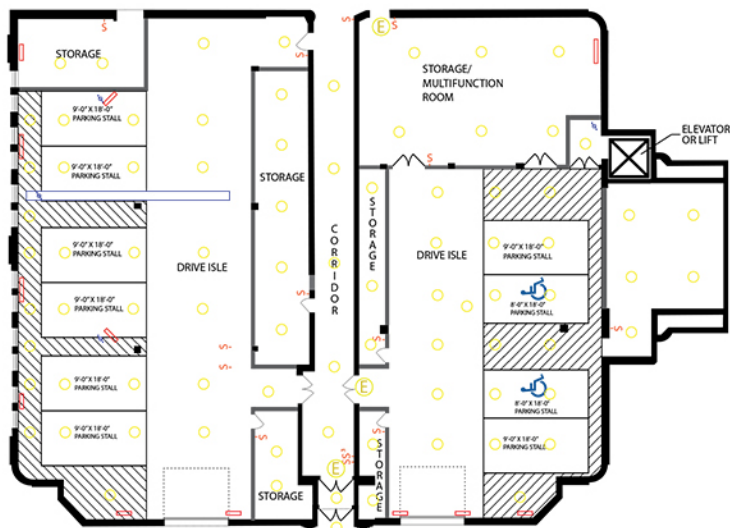 STORAGE
9'-0" X 18'-0"
PARKING STALL
9'-0" X 18'-0"
PARKING STALL
9'-0" X 18'-0"
PARKING STALL
9'-0" X 18'-0"
PARKING STALL
9'-0" X 18'-0"
PARKING STALL
9'-0" X 18'-0"
PARKING STALL
DRIVE ISLE
STORAGE
STORAGE
CORRIDOR
STORAGE
STORAGE
STORAGE/
MULTIFUNCTION
ROOM
ELEVATOR
OR LIFT
DRIVE ISLE
9'-0" X 18'-0"
PARKING STALL
8'-0" X 18'-0"
PARKING STALL
8'-0" X 18'-0"
PARKING STALL
9'-0" X 18'-0"
PARKING STALL
E
E
E
S
S
S
S
S
S
S
S
S
S
S